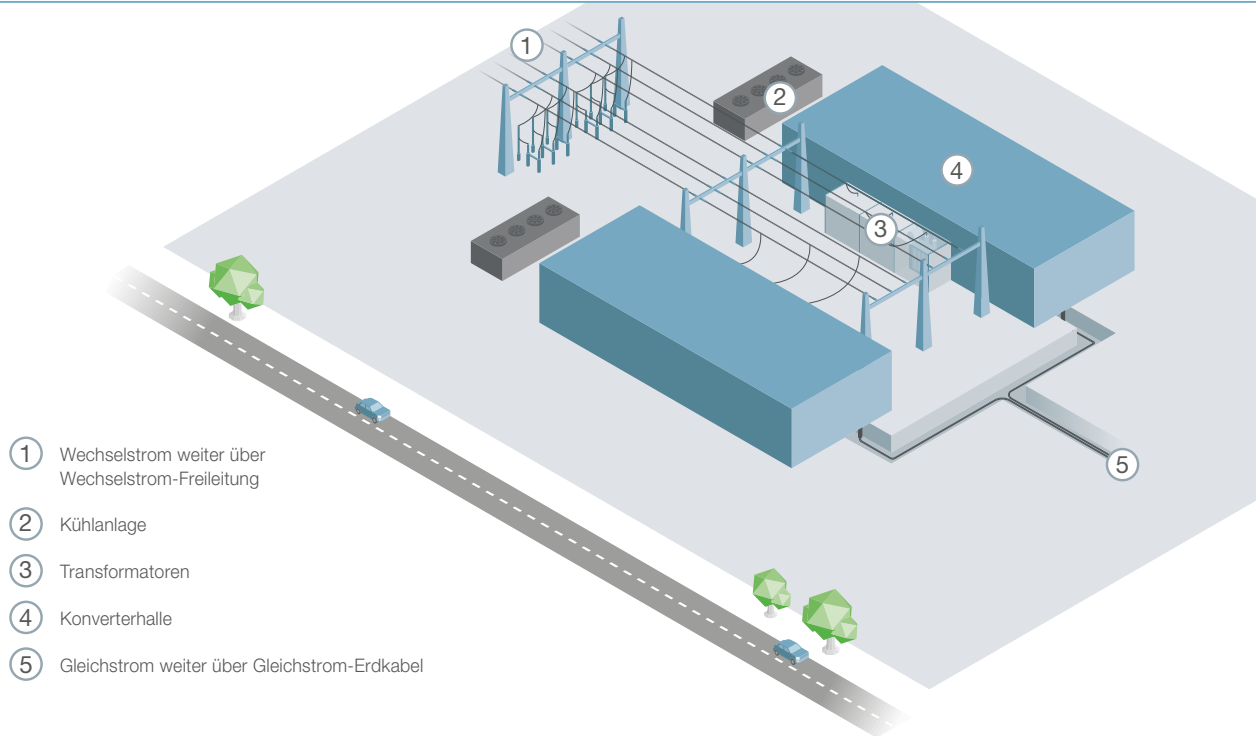 1
2
3
4
5
1 Wechselstrom weiter über
Wechselstrom-Freileitung
2 Kühlanlage
3 Transformatoren
4 Konverterhalle
5 Gleichstrom weiter über Gleichstrom-Erdkabel